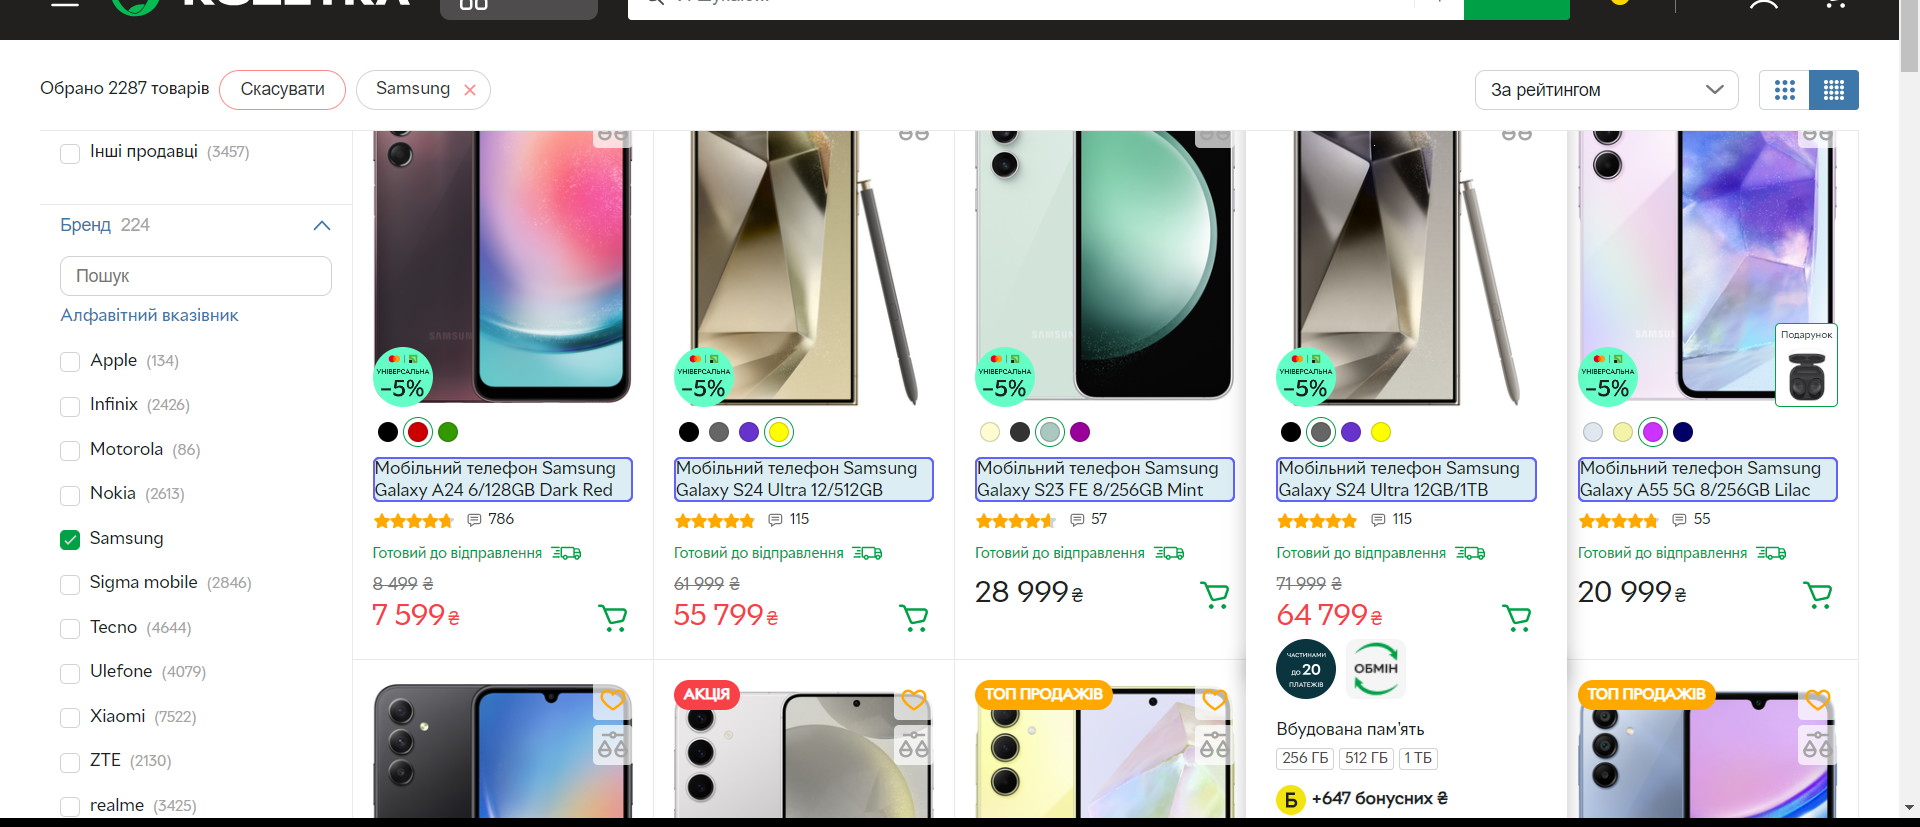 Обрано 2287 товарів
Скасувати
Samsung
За рейтингом
Інші продавці (3457)
Бренд 224
Пошук
Алфавітний вказівник
Apple (134)
Infinix (2426)
Motorola (86)
Nokia (2613)
Samsung
Sigma mobile (2846)
Tecno (4644)
Ulefone (4079)
Xiaomi (7522)
ZTE (2130)
realme (3425)
SAMSUNG
УНІВЕРСАЛЬНА
-5%
Мобільний телефон Samsung
Galaxy A24 6/128GB Dark Red
786
Готовий до відправлення
8 499 ₴
7 599 ₴
УНІВЕРСАЛЬНА
-5%
Мобільний телефон Samsung
Galaxy S24 Ultra 12/512GB
115
Готовий до відправлення
61 999 ₴
55 799 ₴
АКЦІЯ
SAMSUNG
УНІВЕРСАЛЬНА
-5%
Мобільний телефон Samsung
Galaxy S23 FE 8/256GB Mint
57
Готовий до відправлення
28 999 ₴
ТОП ПРОДАЖІВ
УНІВЕРСАЛЬНА
-5%
Мобільний телефон Samsung
Galaxy S24 Ultra 12GB/1TB
115
Готовий до відправлення
71 999 ₴
64 799 ₴
ЧАСТИНАМИ
ДО 20
ПЛАТЕЖІВ
ОБМІН
Вбудована пам'ять
256 ГБ
512 ГБ
1 ТБ
Б +647 бонусних ₴
SAMSUNG
Подарунок
УНІВЕРСАЛЬНА
-5%
Мобільний телефон Samsung
Galaxy A55 5G 8/256GB Lilac
55
Готовий до відправлення
20 999 ₴
ТОП ПРОДАЖІВ